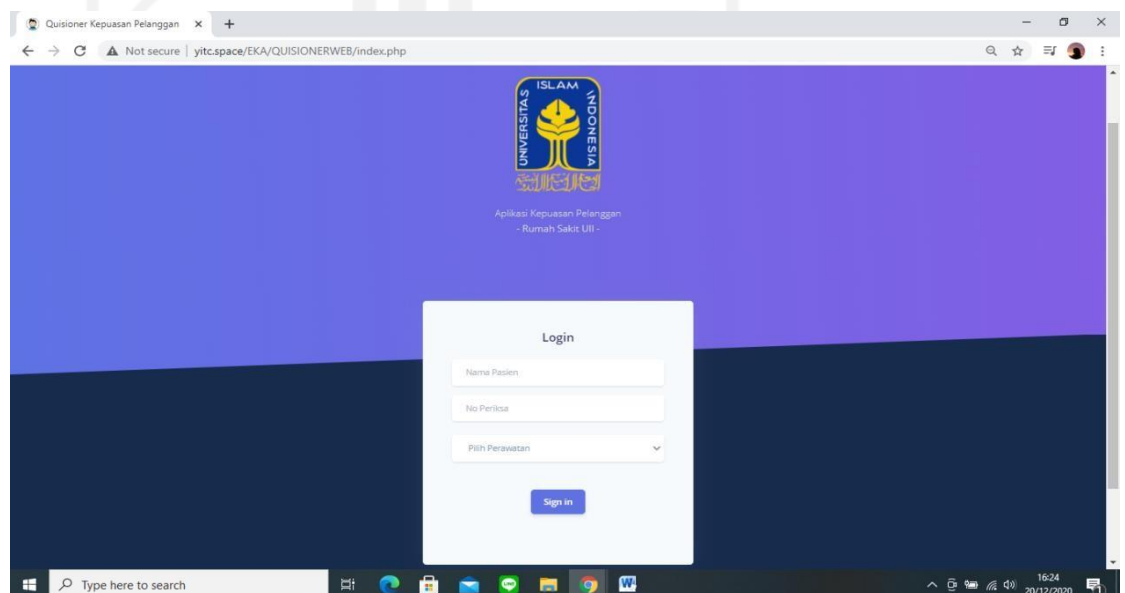 Quisioner Kepuasan Pelanggan
Not secure | yitc.space/EKA/QUISIONERWEB/index.php
UNIVERSITAS ISLAM INDONESIA
Aplikasi Kepuasan Pelanggan
- Rumah Sakit UII -
Login
Nama Pasien
No Periksa
Pilih Perawatan
Sign in
Type here to search
16:24
20/12/2020